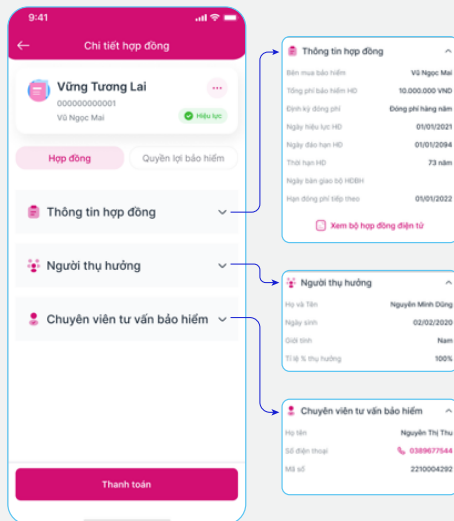 9:41
Chi tiết hợp đồng
Vững Tương Lai
000000000001
Vũ Ngọc Mai
Hiệu lực
Hợp đồng
Quyền lợi bảo hiểm
Thông tin hợp đồng
Người thụ hưởng
Chuyên viên tư vấn bảo hiểm
Thanh toán
Thông tin hợp đồng
Bên mua bảo hiểm Vũ Ngọc Mai
Tổng phí bảo hiểm HĐ 10.000.000 VND
Định kỳ đóng phí Đóng phí hàng năm
Ngày hiệu lực HĐ 01/01/2021
Ngày đáo hạn HĐ 01/01/2094
Thời hạn HĐ 73 năm
Ngày bàn giao bộ HĐBH
Hạn đóng phí tiếp theo 01/01/2022
Xem bộ hợp đồng điện tử
Người thụ hưởng
Họ và Tên Nguyễn Minh Dũng
Ngày sinh 02/02/2020
Giới tính Nam
Tỉ lệ % thụ hưởng 100%
Chuyên viên tư vấn bảo hiểm
Họ tên Nguyễn Thị Thu
Số điện thoại 0389677544
Mã số 2210004292